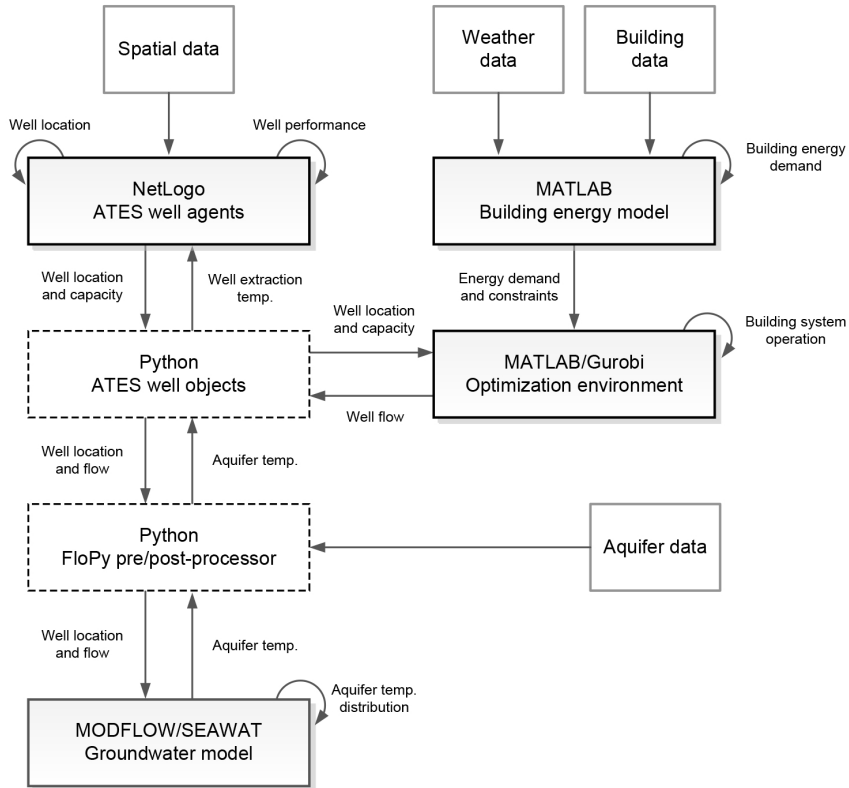 Spatial data
Weather
data
Building
data
Well location
Well performance
NetLogo
ATES well agents
MATLAB
Building energy model
Building energy
demand
Well location
and capacity
Well extraction
temp.
Energy demand
and constraints
Well location
and capacity
Python
ATES well objects
MATLAB/Gurobi
Optimization environment
Building system
operation
Well flow
Well location
and flow
Aquifer temp.
Python
FloPy pre/post-processor
Aquifer data
Well location
and flow
Aquifer temp.
MODFLOW/SEAWAT
Groundwater model
Aquifer temp.
distribution